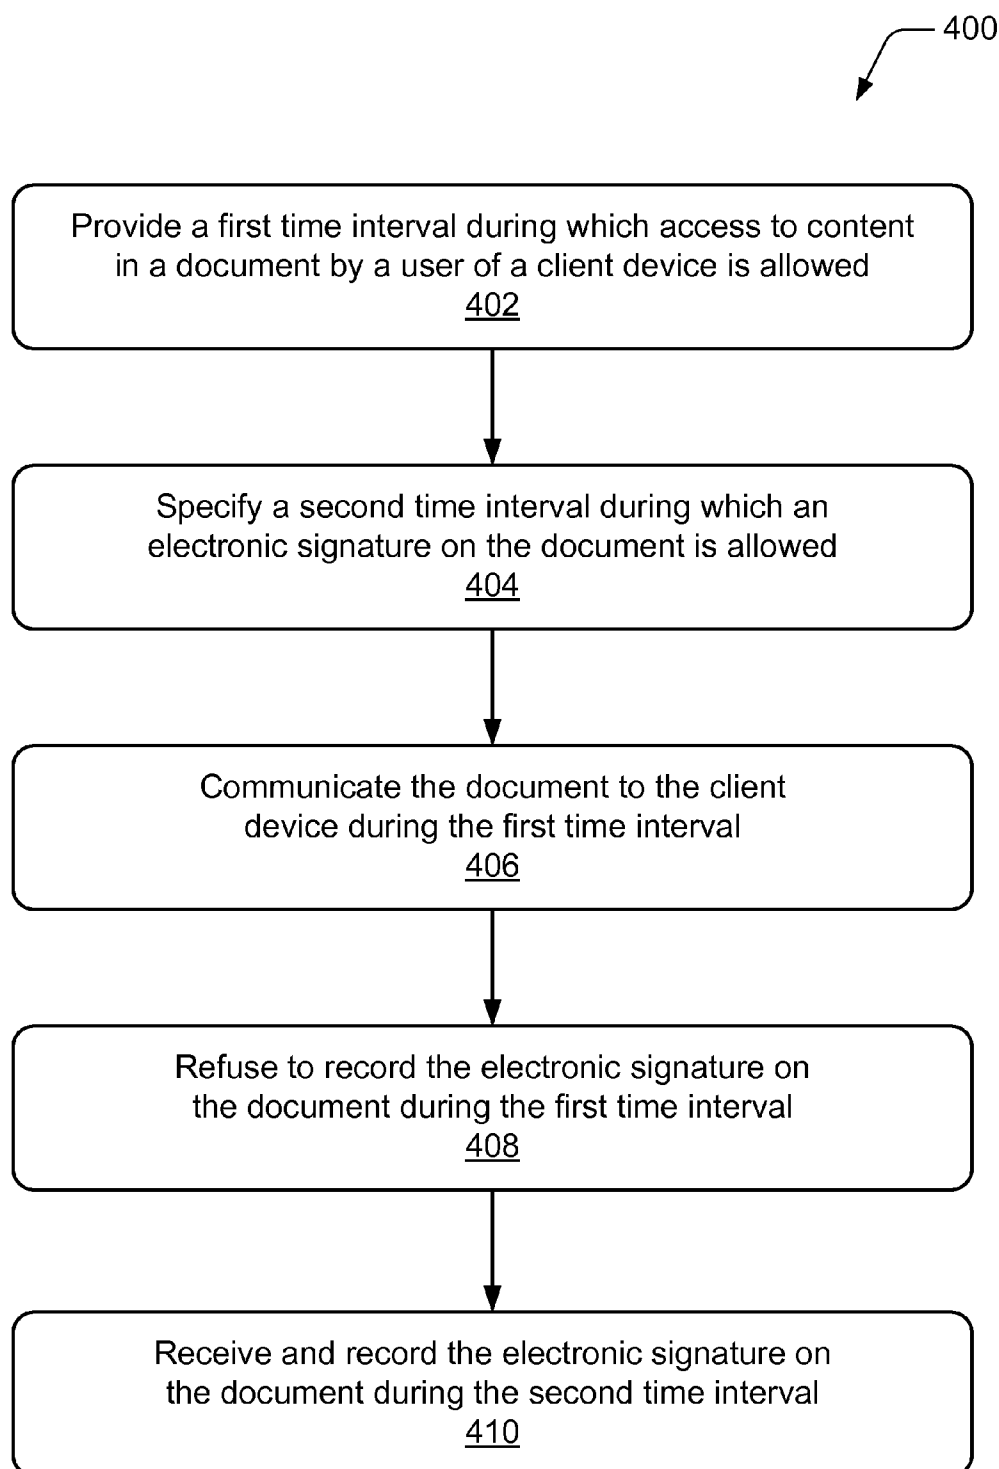 400
Provide a first time interval during which access to content
in a document by a user of a client device is allowed
402
Specify a second time interval during which an
electronic signature on the document is allowed
404
Communicate the document to the client
device during the first time interval
406
Refuse to record the electronic signature on
the document during the first time interval
408
Receive and record the electronic signature on
the document during the second time interval
410